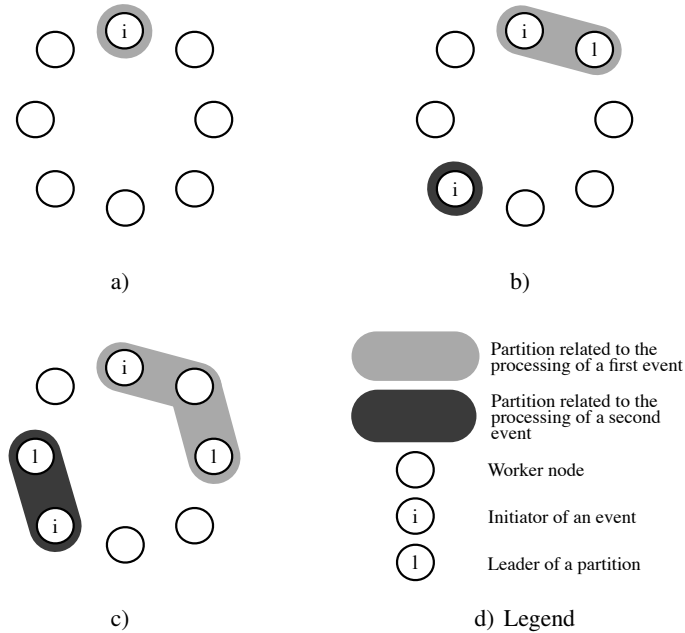 i
a)
i
l
i
b)
i
l
l
i
c)
Partition related to the
processing of a first event
Partition related to the
processing of a second
event
Worker node
i
Initiator of an event
l
Leader of a partition
d) Legend